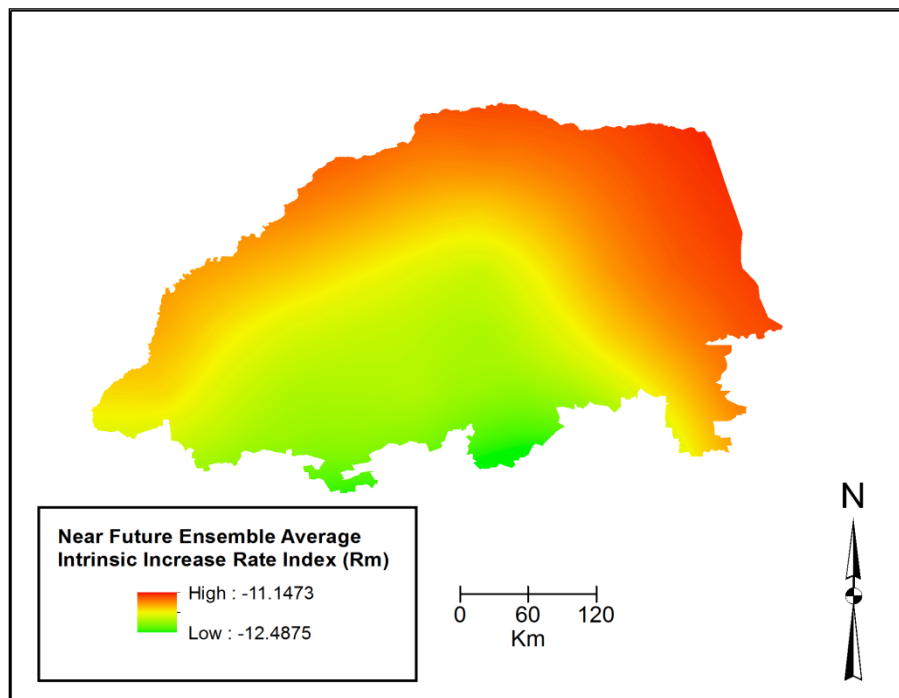 N
Near Future Ensemble Average
Intrinsic Increase Rate Index (Rm)
High : -11.1473
Low : -12.4875
0 60 120
Km